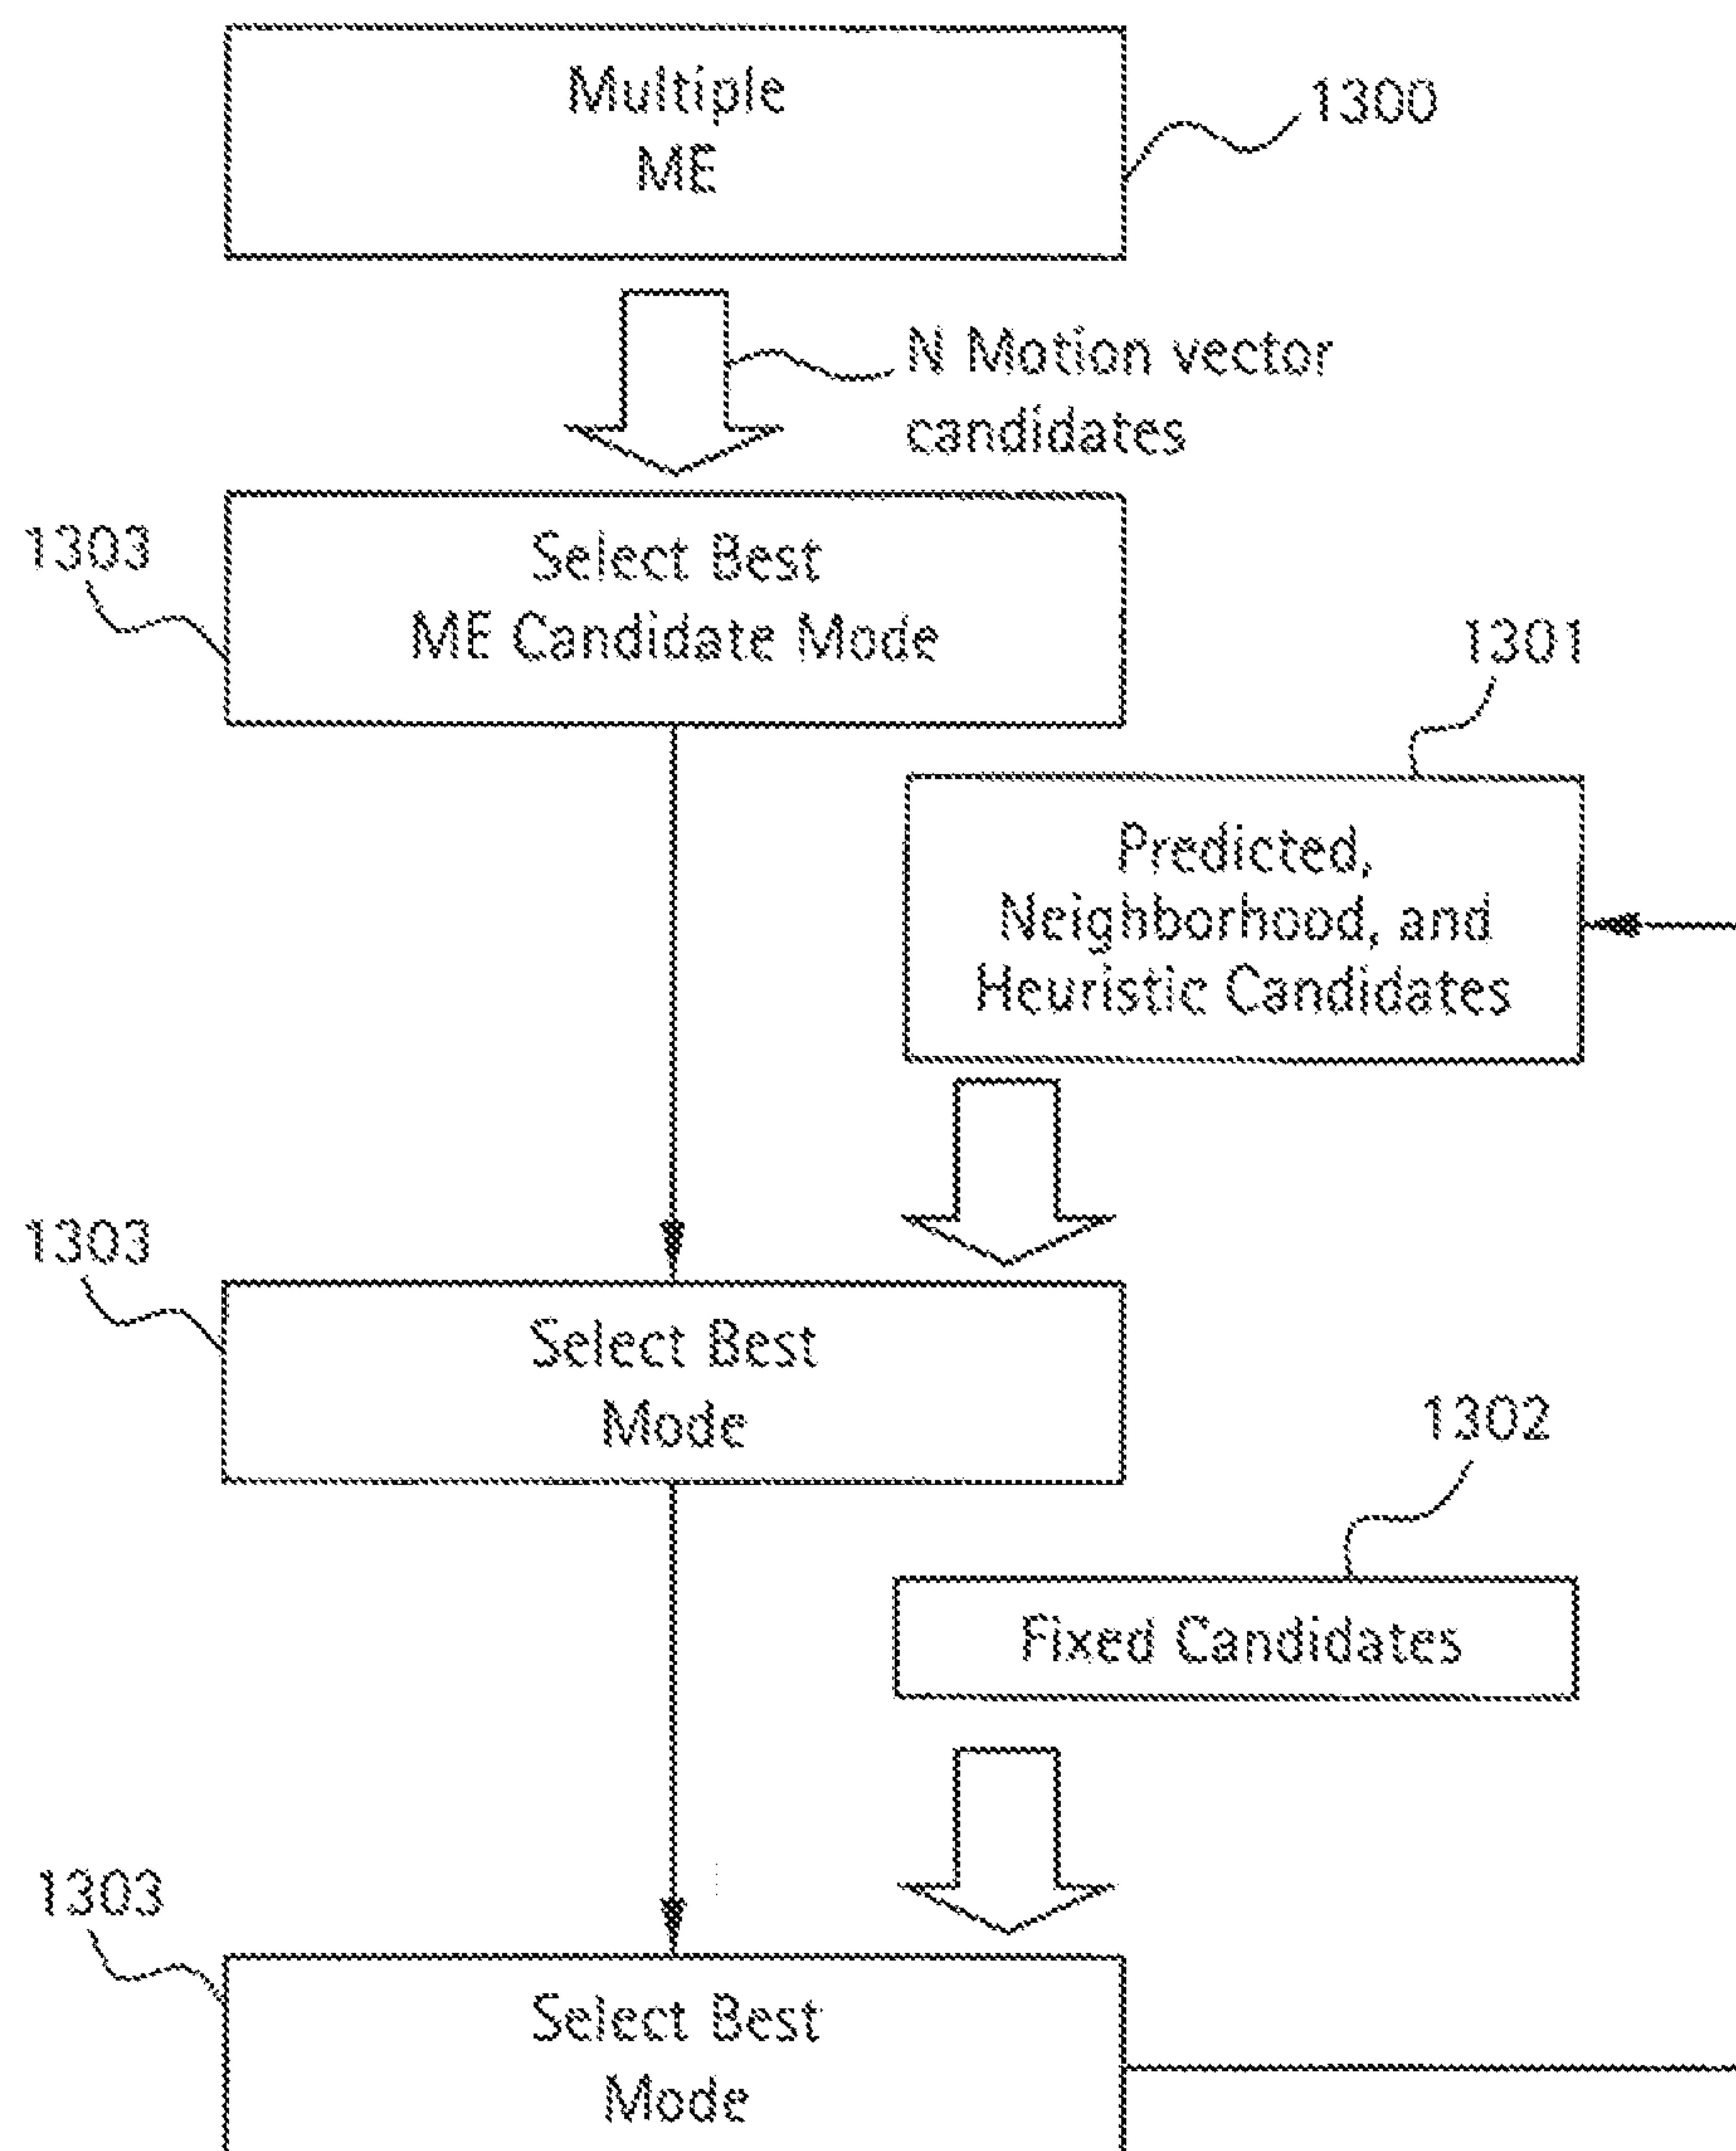 Multiple
ME
1300
N Motion vector
candidates
1303
Select Best
ME Candidate Mode
1301
Predicted,
Neighborhood, and
Heuristic Candidates
1303
Select Best
Mode
1302
Fixed Candidates
1303
Select Best
Mode